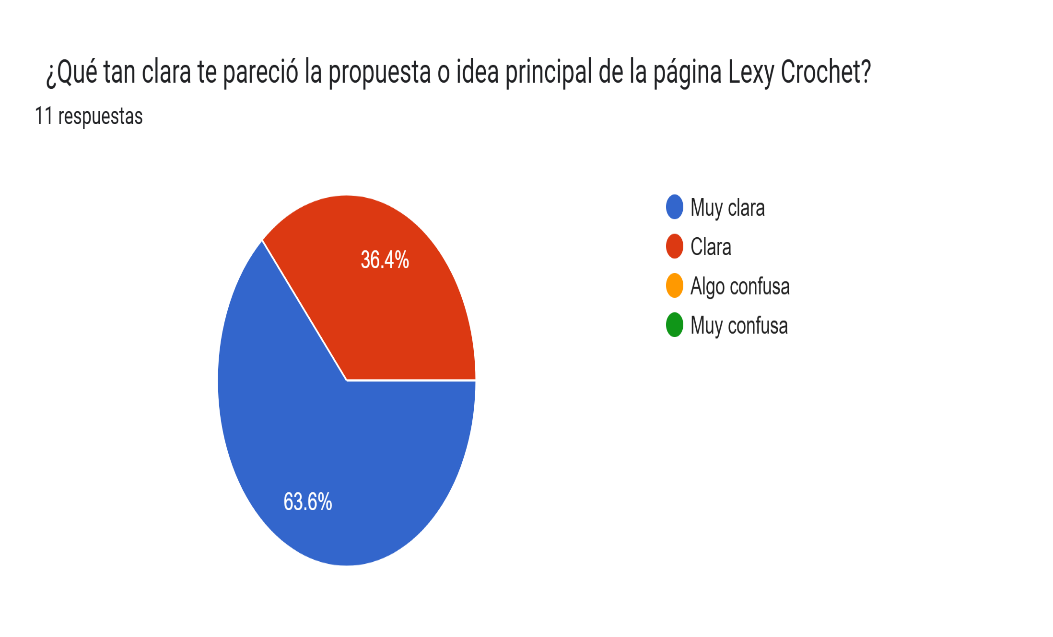 ¿Qué tan clara te pareció la propuesta o idea principal de la página Lexy Crochet?
11 respuestas
Muy clara
Clara
Algo confusa
Muy confusa
36.4%
63.6%